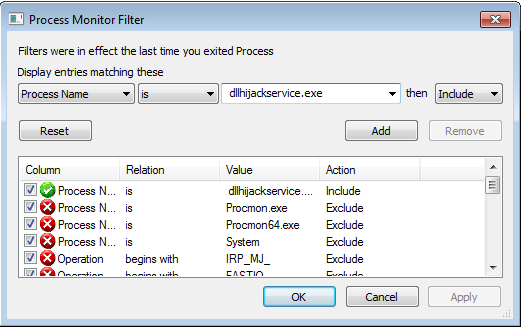 Process Monitor Filter
Filters were in effect the last time you exited Process
Display entries matching these
Process Name is dllhijackservice.exe then Include
Reset Add Remove
Column Relation Value Action
Process N... is dllhijackservice.... Include
Process N... is Procmon.exe Exclude
Process N... is Procmon64.exe Exclude
Process N... is System Exclude
Operation begins with IRP_MJ_ Exclude
Operation begins with FASTIO_ Exclude
OK Cancel Apply